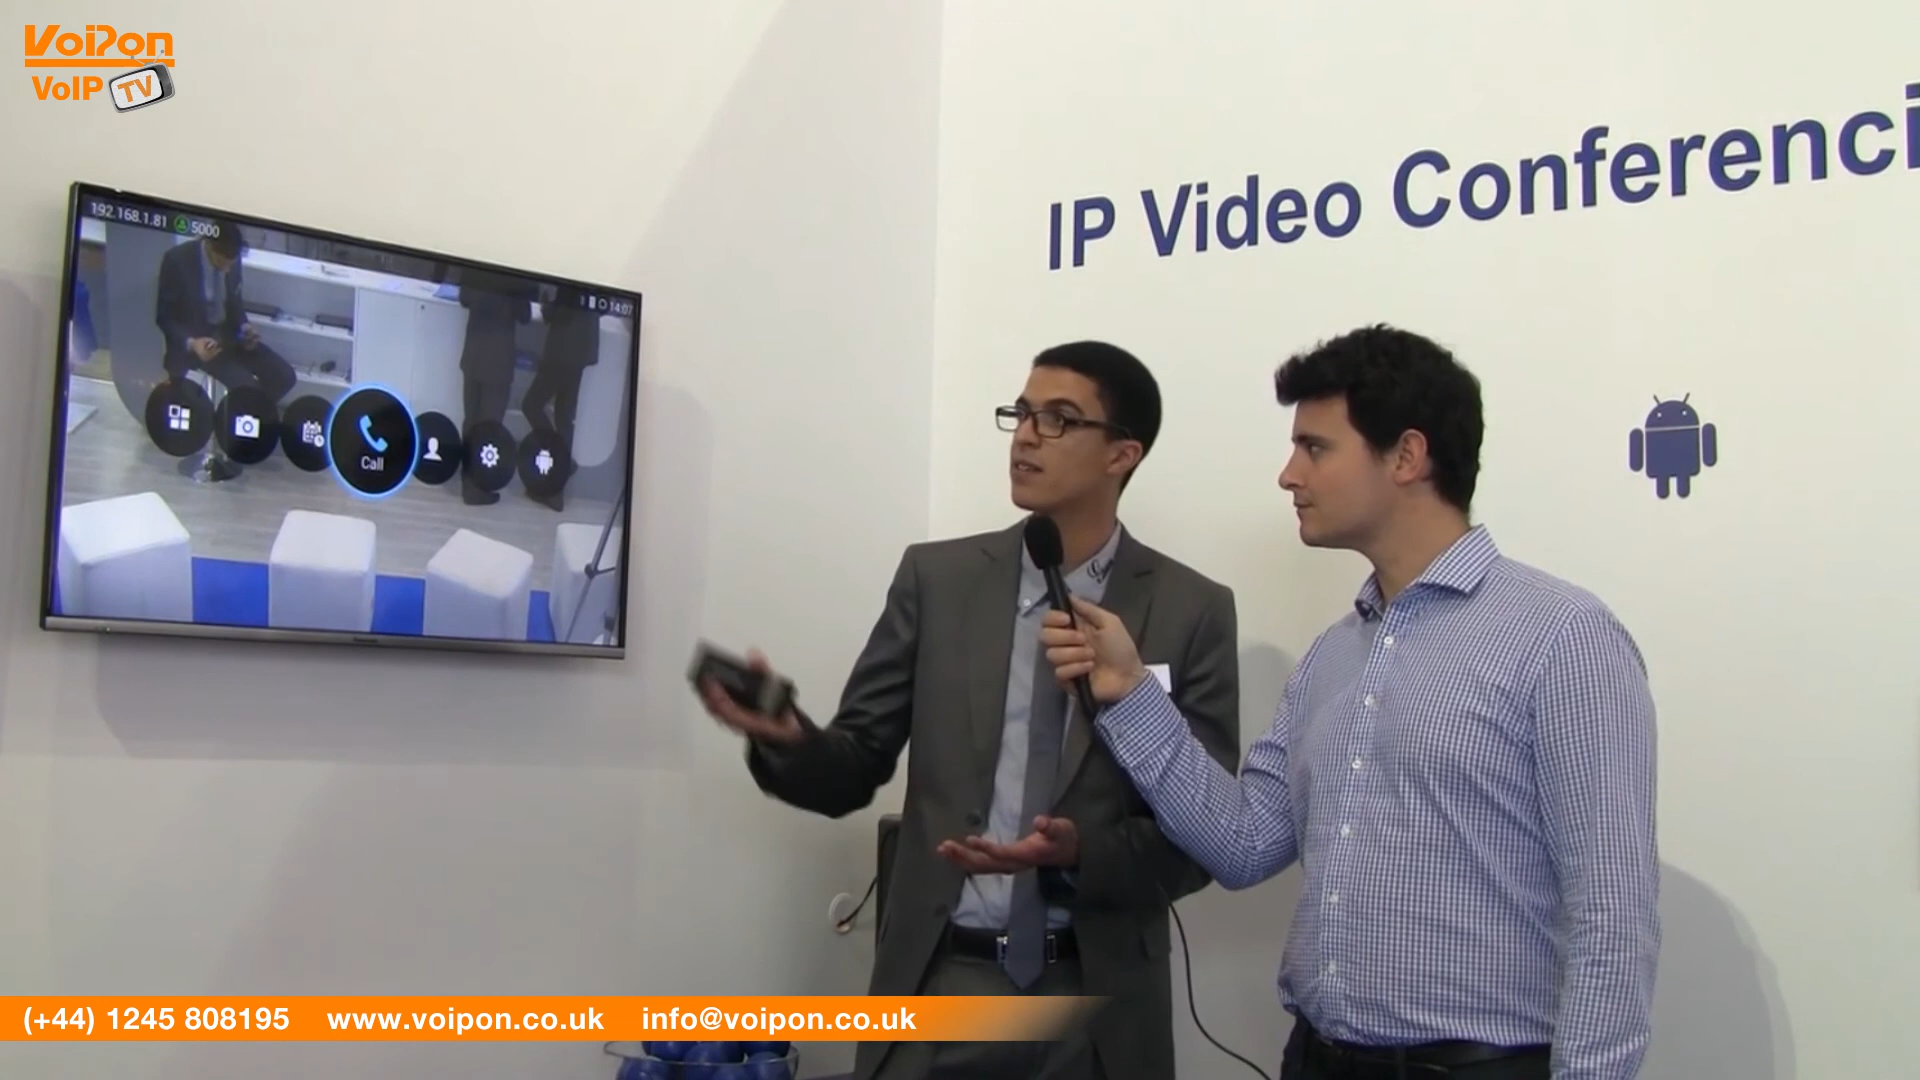 VoiPon
VoIP TV
IP Video Conferenci
192.168.1.81 5000
14:07
Call
(+44) 1245 808195 www.voipon.co.uk info@voipon.co.uk